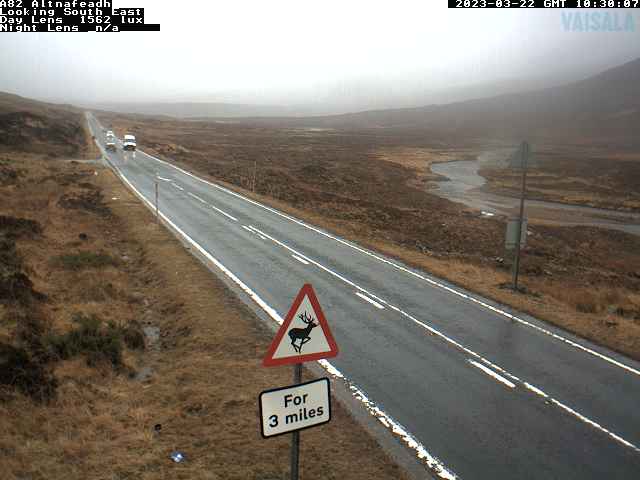 A82 Altnafeadh
Looking South East
Day Lens 1562 lux
Night Lens n/a
2023-03-22 GMT 10:30:07
VAISALA
For
3 miles